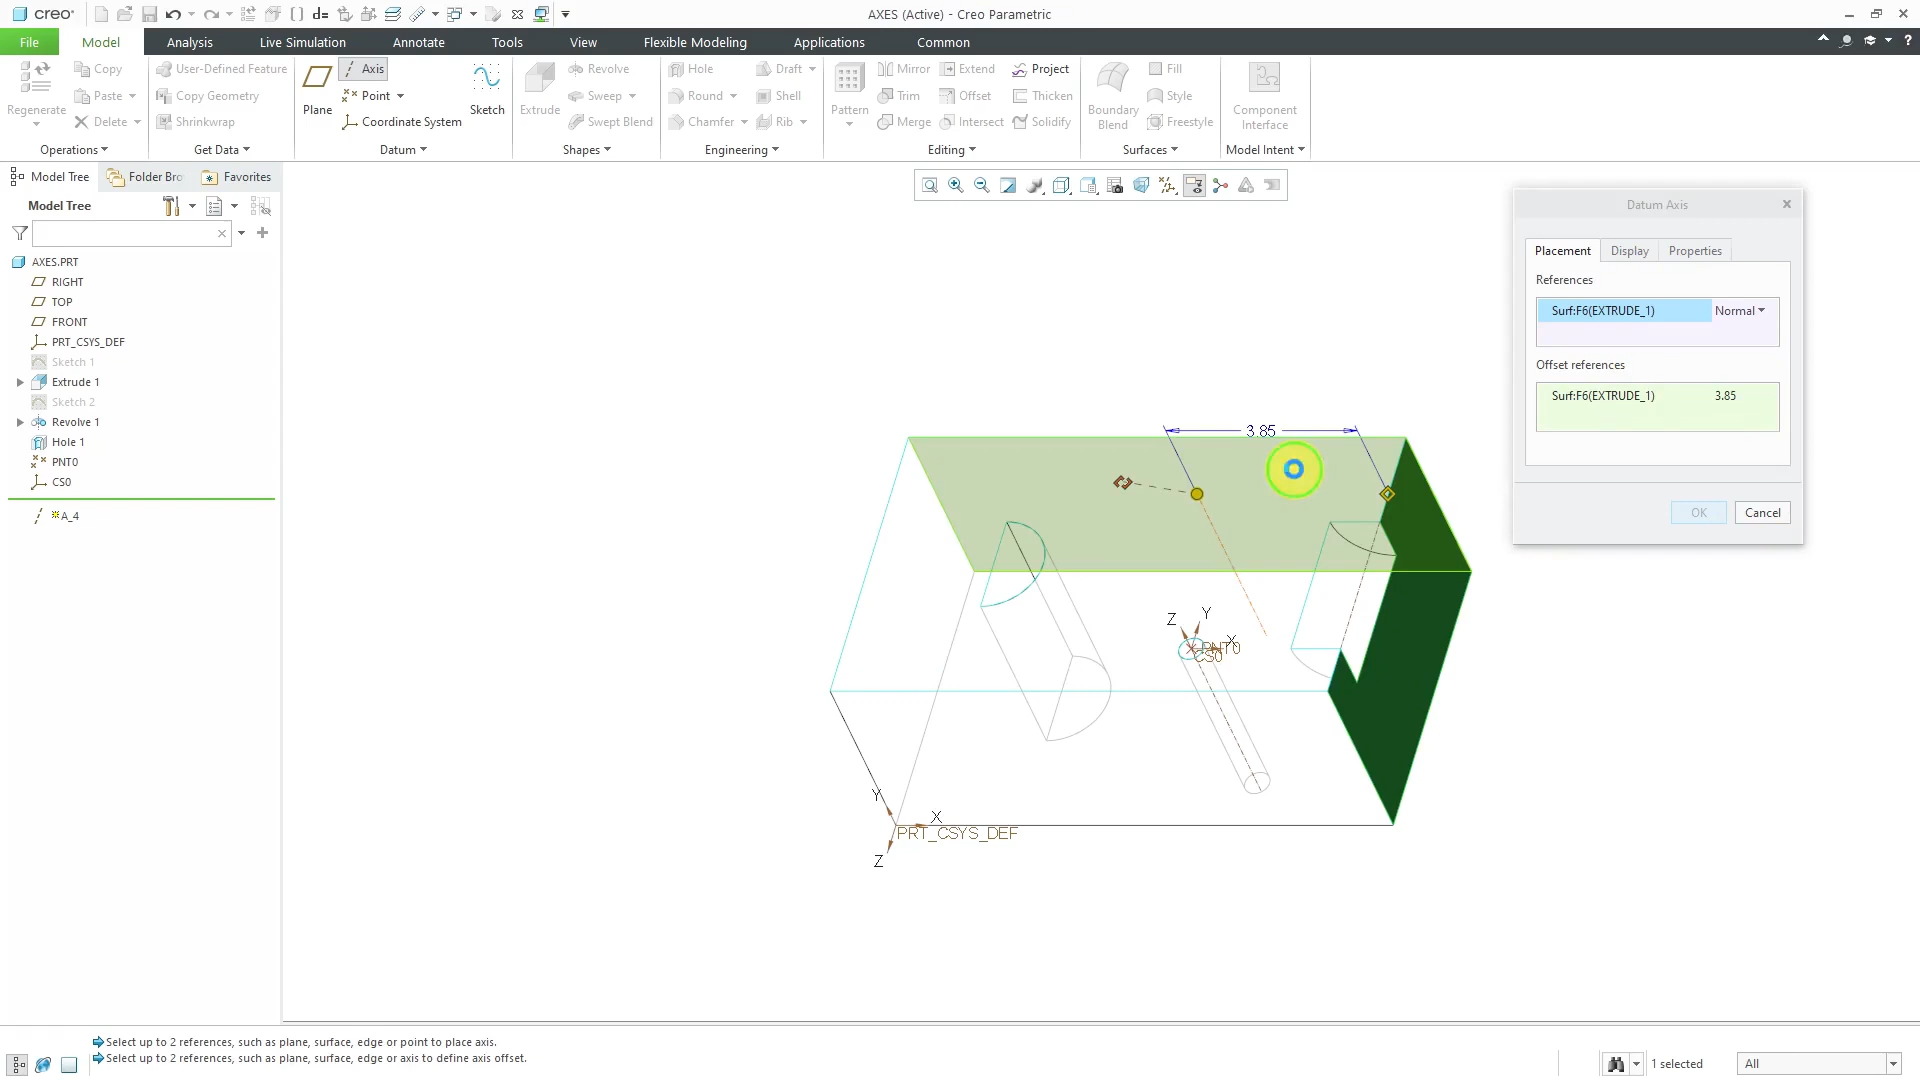 creo
AXES (Active) - Creo Parametric
File Model Analysis Live Simulation Annotate Tools View Flexible Modeling Applications Common
Regenerate
Copy
Paste
Delete
Operations
User-Defined Feature
Copy Geometry
Shrinkwrap
Get Data
Plane
Axis
Point
Coordinate System
Sketch
Datum
Extrude
Revolve
Sweep
Swept Blend
Shapes
Hole
Round
Chamfer
Draft
Shell
Rib
Engineering
Pattern
Mirror
Trim
Merge
Extend
Offset
Intersect
Project
Thicken
Solidify
Editing
Boundary
Blend
Fill
Style
Freestyle
Surfaces
Component
Interface
Model Intent
Model Tree
Folder Bro
Favorites
Model Tree
AXES.PRT
RIGHT
TOP
FRONT
PRT_CSYS_DEF
Sketch 1
Extrude 1
Sketch 2
Revolve 1
Hole 1
PNT0
CS0
A_4
3.85
Z
Y
X
PNT0
CS0
Y
X
PRT_CSYS_DEF
Z
Datum Axis
Placement Display Properties
References
Surf:F6(EXTRUDE_1) Normal
Offset references
Surf:F6(EXTRUDE_1) 3.85
OK Cancel
Select up to 2 references, such as plane, surface, edge or point to place axis.
Select up to 2 references, such as plane, surface, edge or axis to define axis offset.
1 selected
All